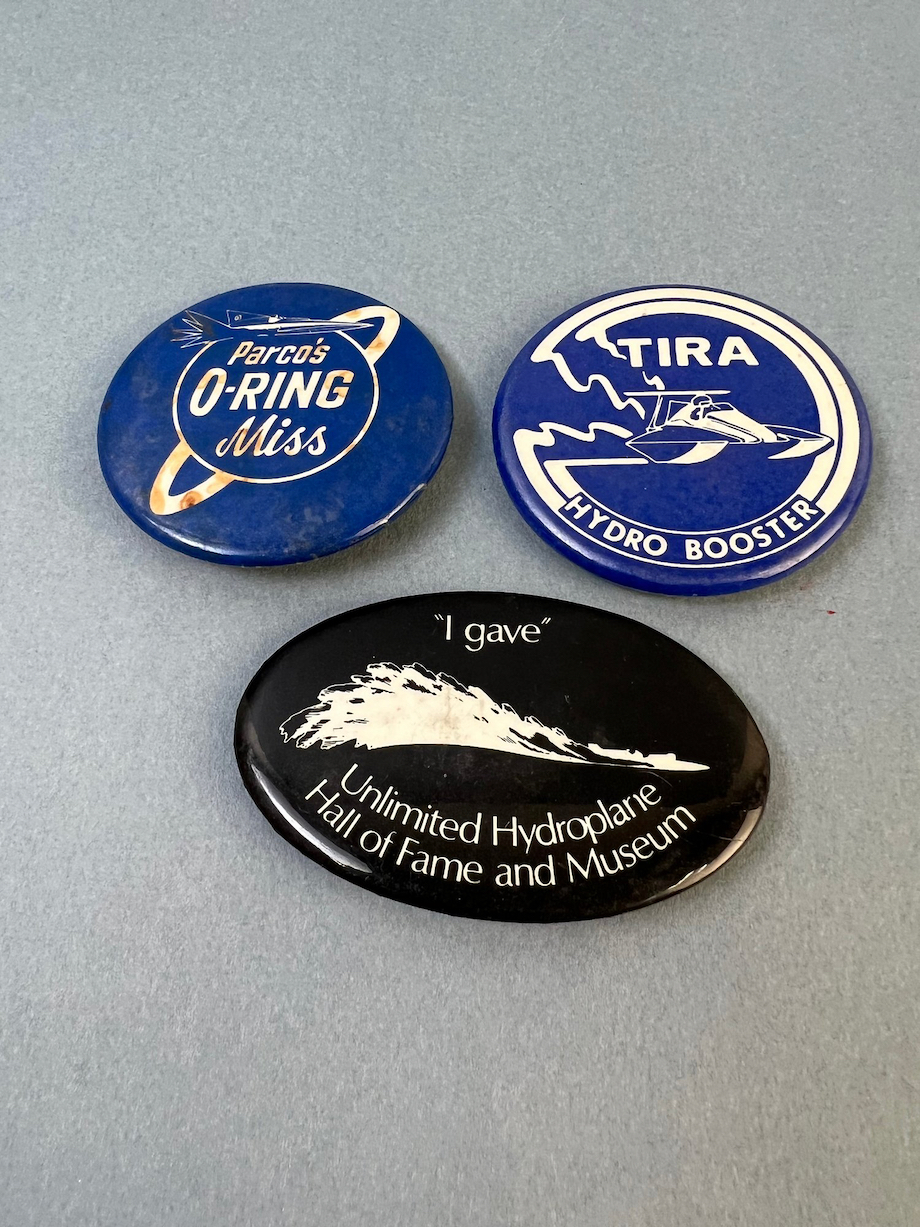 Parco's
O-RING
Miss
TIRA
HYDRO BOOSTER
"I gave"
Unlimited Hydroplane
Hall of Fame and Museum